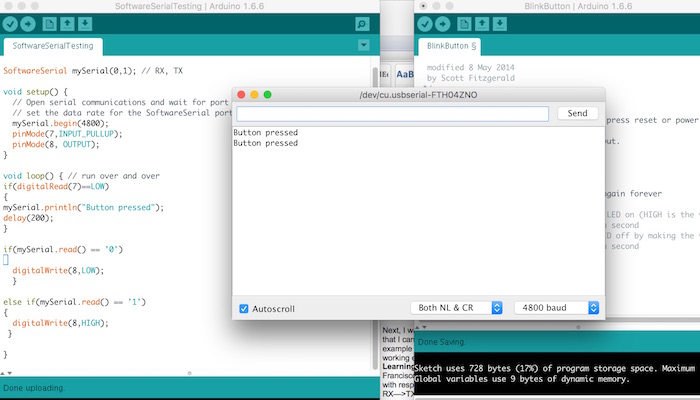 SoftwareSerialTesting | Arduino 1.6.6
SoftwareSerialTesting
SoftwareSerial mySerial(0,1); // RX, TX
void setup() {
// Open serial communications and wait for port
// set the data rate for the SoftwareSerial port
mySerial.begin(4800);
pinMode(7,INPUT_PULLUP);
pinMode(8, OUTPUT);
}
void loop() { // run over and over
if(digitalRead(7)==LOW)
{
mySerial.println("Button pressed");
delay(200);
}
if(mySerial.read() == '0')
{
digitalWrite(8,LOW);
}
else if(mySerial.read() == '1')
{
digitalWrite(8,HIGH);
}
}
Done uploading.
/dev/cu.usbserial-FTH04ZNO
Send
Button pressed
Button pressed
Autoscroll
Both NL & CR
4800 baud
AaB
Next, I w
that I can
example
working
Learning
Francisc
with resp
RX—>TX
BlinkButton | Arduino 1.6.6
BlinkButton §
modified 8 May 2014
by Scott Fitzgerald
press reset or power
ut.
gain forever
LED on (HIGH is the
second
D off by making the
second
Done Saving.
Sketch uses 728 bytes (17%) of program storage space. Maximum
Global variables use 9 bytes of dynamic memory.